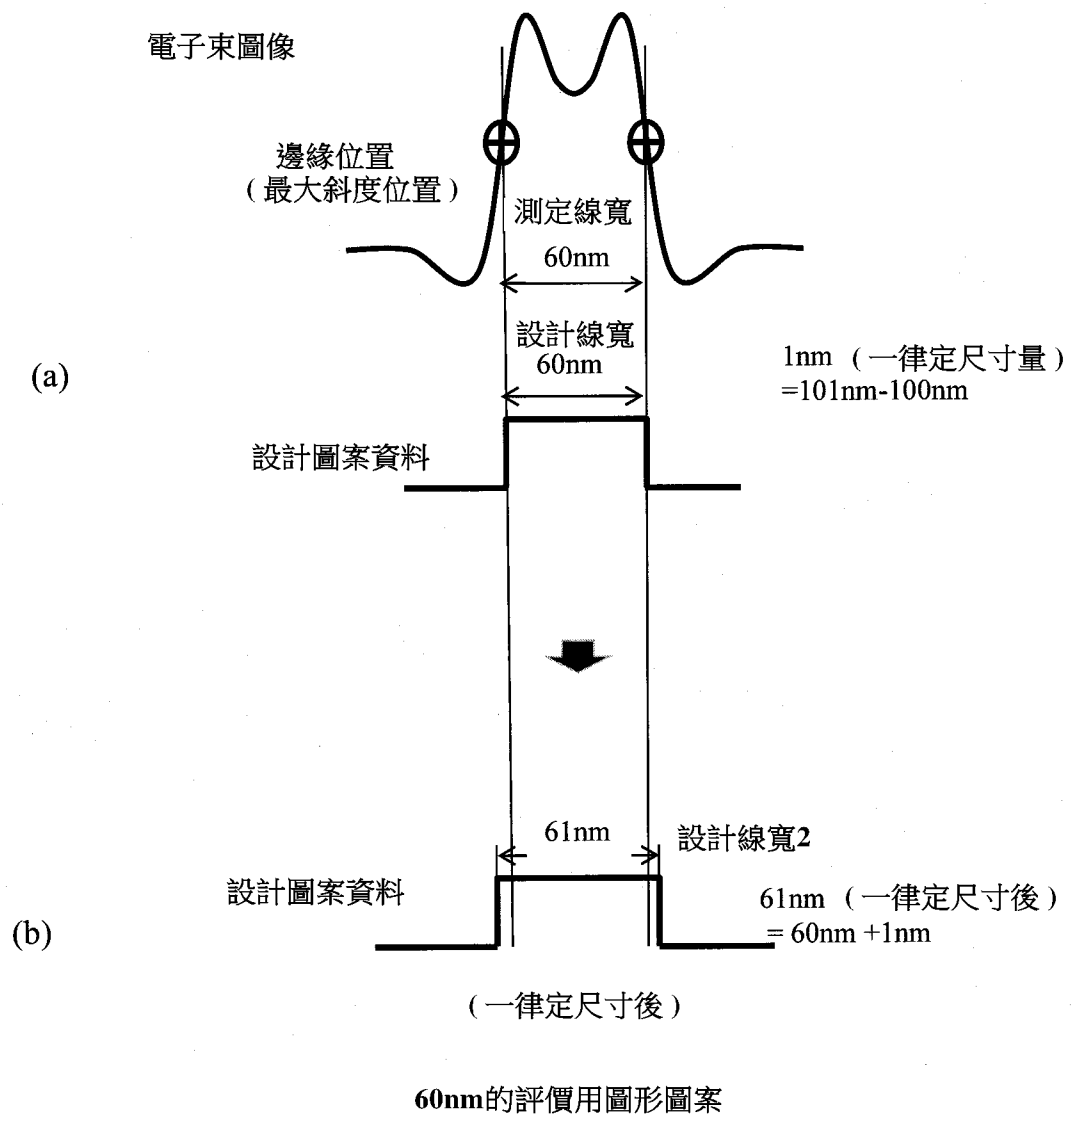 電子束圖像
邊緣位置
(最大斜度位置)
測定線寬
60nm
設計線寬
60nm
(a)
1nm (一律定尺寸量)
=101nm-100nm
設計圖案資料
61nm
設計線寬2
設計圖案資料
61nm (一律定尺寸後)
= 60nm +1nm
(b)
(一律定尺寸後)
60nm的評價用圖形圖案